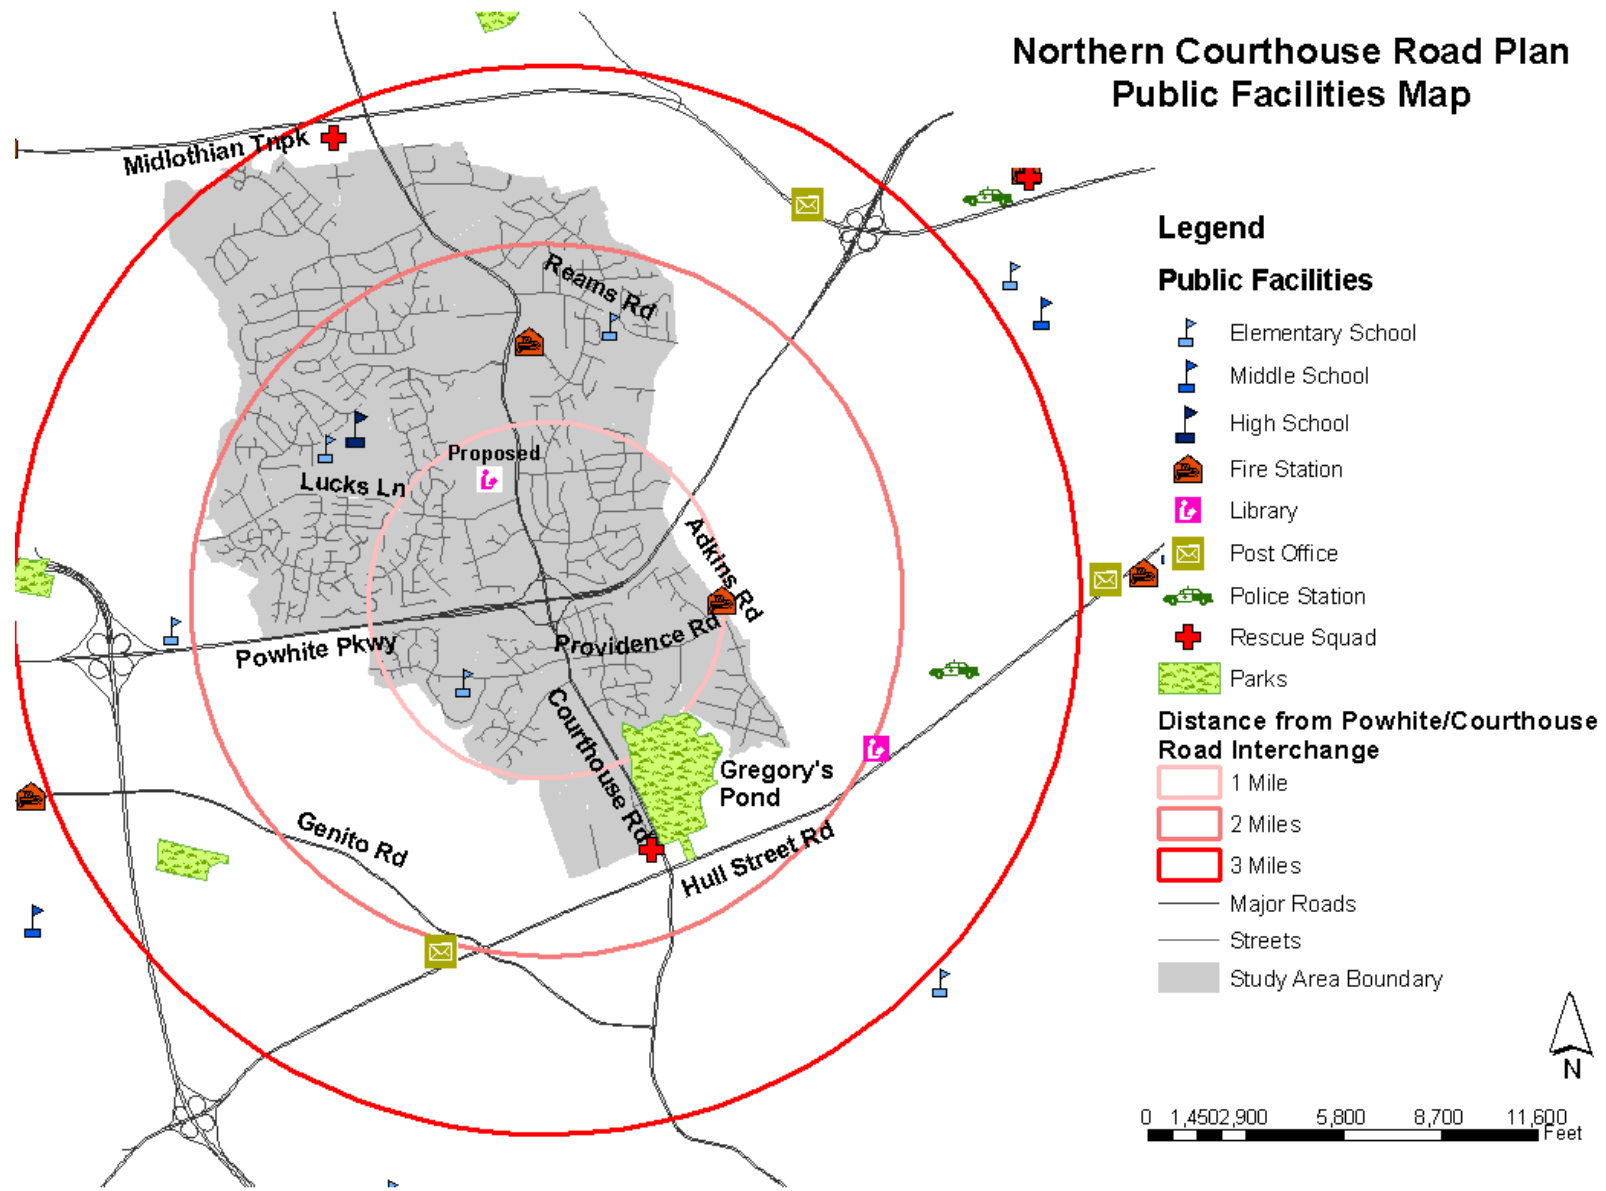 Northern Courthouse Road Plan
Public Facilities Map
Midlothian Tnpk
Reams Rd
Proposed
Lucks Ln
Adkins Rd
Providence Rd
Powhite Pkwy
Courthouse Rd
Gregory's
Pond
Genito Rd
Hull Street Rd
Legend
Public Facilities
Elementary School
Middle School
High School
Fire Station
Library
Post Office
Police Station
Rescue Squad
Parks
Distance from Powhite/Courthouse
Road Interchange
1 Mile
2 Miles
3 Miles
Major Roads
Streets
Study Area Boundary
N
0 1,450 2,900 5,800 8,700 11,600
Feet